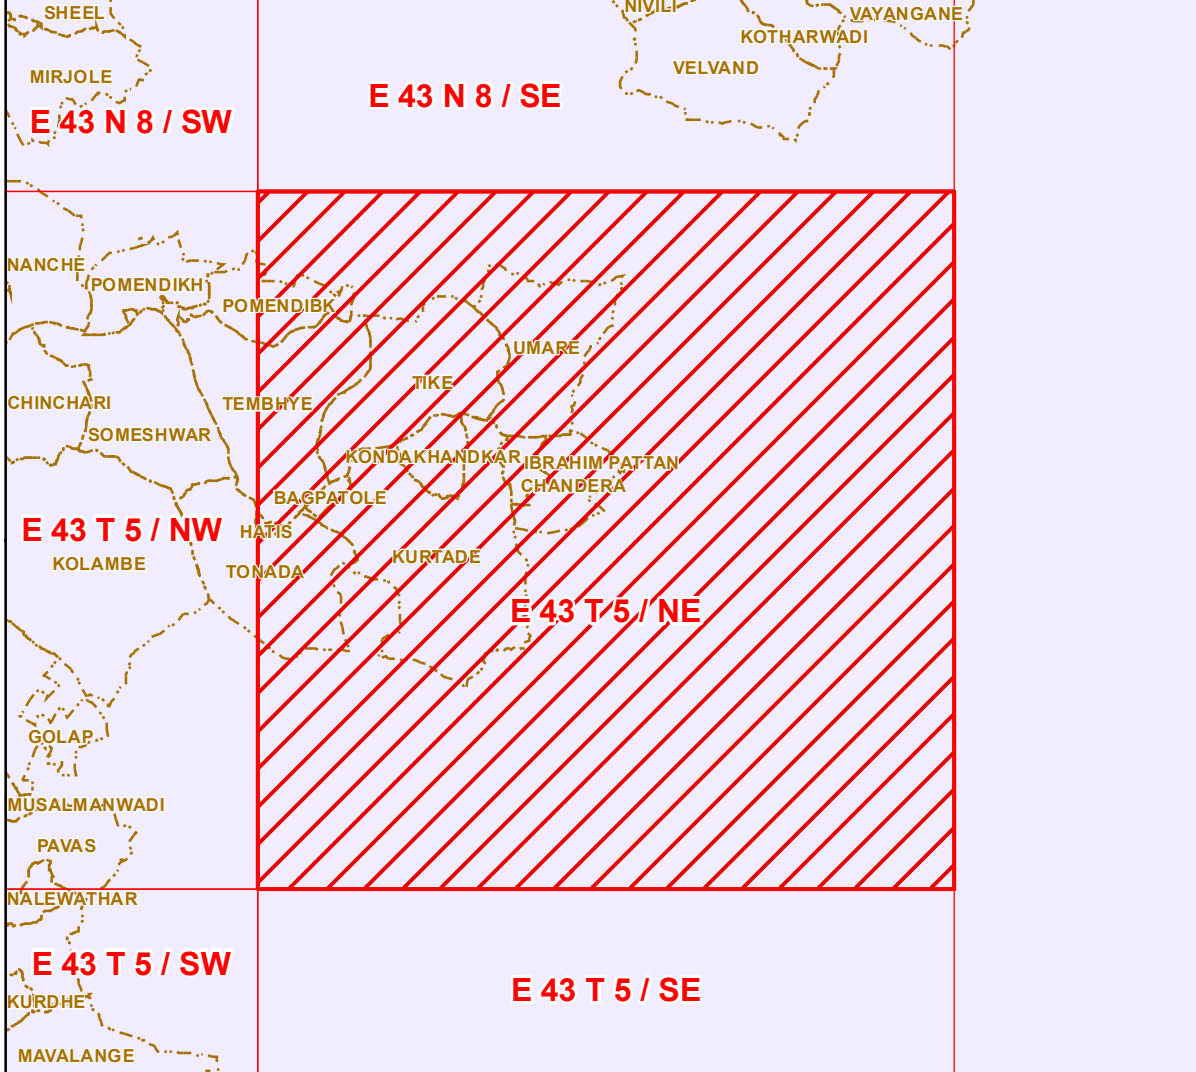 NIVILI
SHEEL
VAYANGANE
KOTHARWADI
VELVAND
MIRJOLE
E 43 N 8 / SE
E 43 N 8 / SW
NANCHE
POMENDIKH
POMENDIBK
UMARE
TIKE
CHINCHARI
TEMBHYE
SOMESHWAR
KONDAKHANDKAR
IBRAHIM PATTAN
CHANDERA
BAGPATOLE
E 43 T 5 / NW
HATIS
KURTADE
KOLAMBE
TONADA
E 43 T 5 / NE
GOLAP
MUSALMANWADI
PAVAS
NALEWATHAR
E 43 T 5 / SW
E 43 T 5 / SE
KURDHE
MAVALANGE